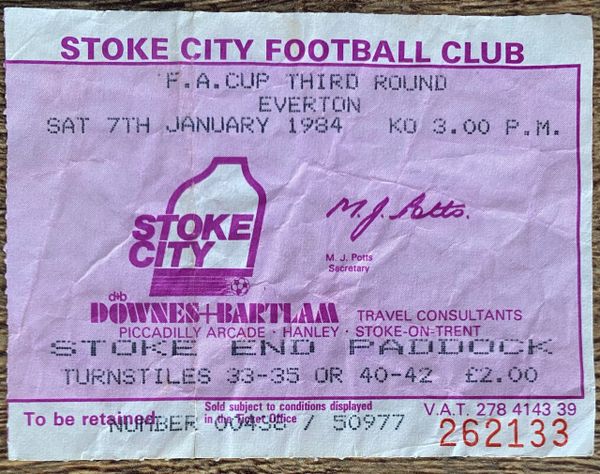 STOKE CITY FOOTBALL CLUB
F.A.CUP THIRD ROUND
EVERTON
SAT 7TH JANUARY 1984 KO 3.00 P.M.
STOKE
CITY
M.J. Potts.
M. J. Potts
Secretary
d+b
DOWNES+BARTLAM TRAVEL CONSULTANTS
PICCADILLY ARCADE · HANLEY · STOKE-ON-TRENT
STOKE END PADDOCK
TURNSTILES 33-35 OR 40-42 £2.00
To be retained Sold subject to conditions displayed
in the Ticket Office
V.A.T. 278 4143 39
NUMBER / 50977
262133